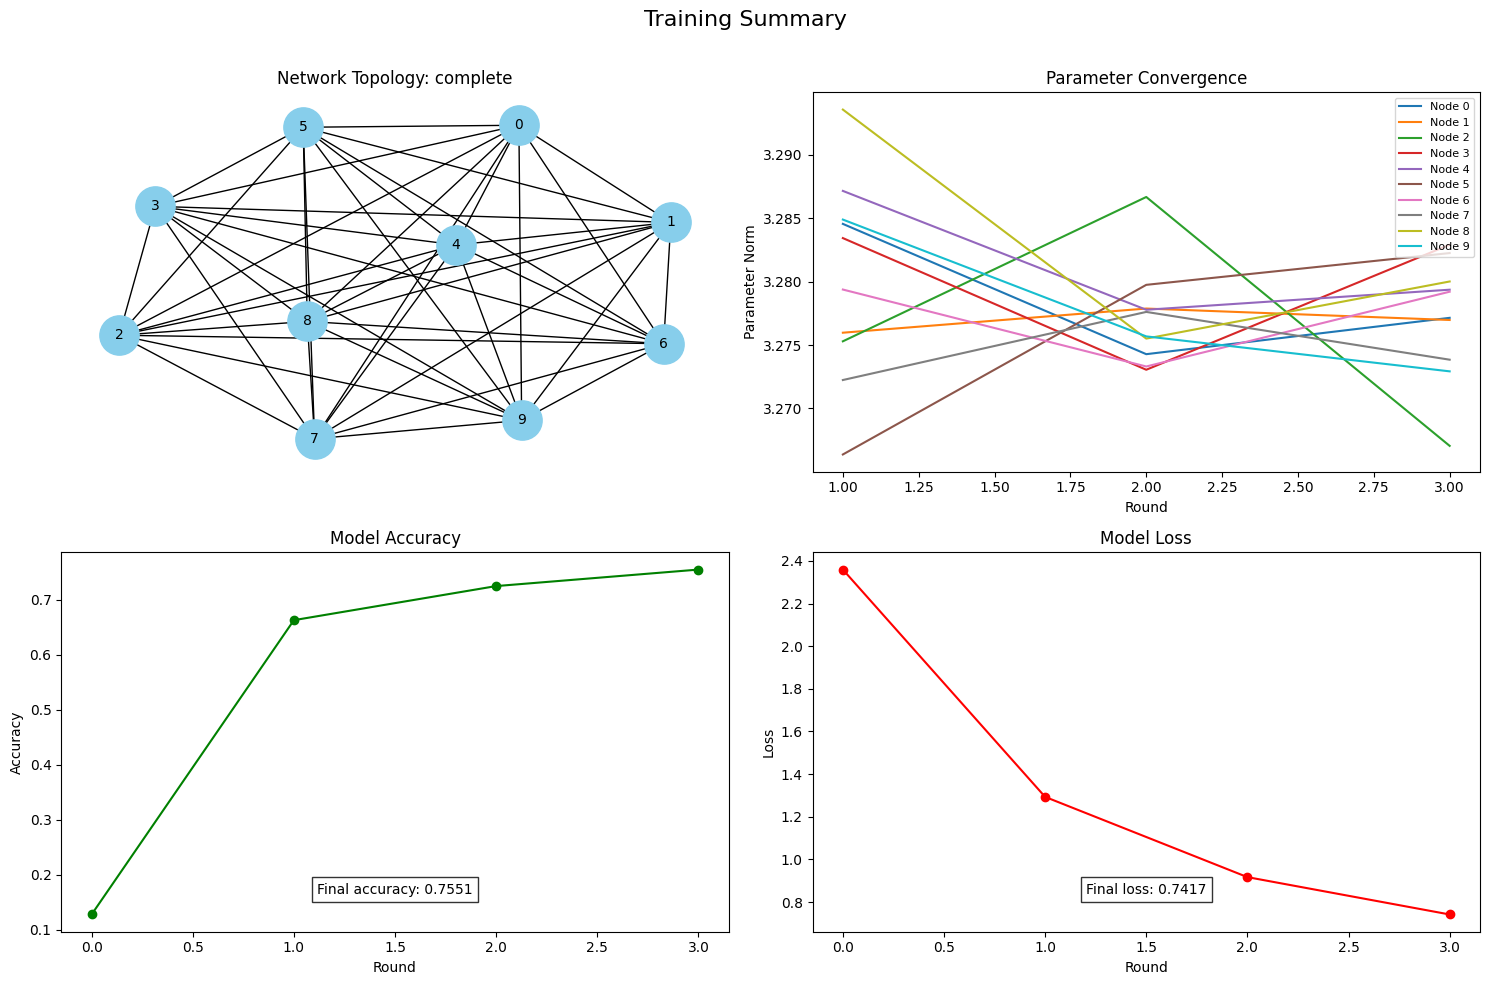 Training Summary
Network Topology: complete
5
0
3
1
4
8
2
6
9
7
Parameter Convergence
Parameter Norm
3.290
3.285
3.280
3.275
3.270
Node 0
Node 1
Node 2
Node 3
Node 4
Node 5
Node 6
Node 7
Node 8
Node 9
1.00 1.25 1.50 1.75 2.00 2.25 2.50 2.75 3.00
Round
Model Accuracy
Accuracy
0.7
0.6
0.5
0.4
0.3
0.2
0.1
Final accuracy: 0.7551
0.0 0.5 1.0 1.5 2.0 2.5 3.0
Round
Model Loss
Loss
2.4
2.2
2.0
1.8
1.6
1.4
1.2
1.0
0.8
Final loss: 0.7417
0.0 0.5 1.0 1.5 2.0 2.5 3.0
Round